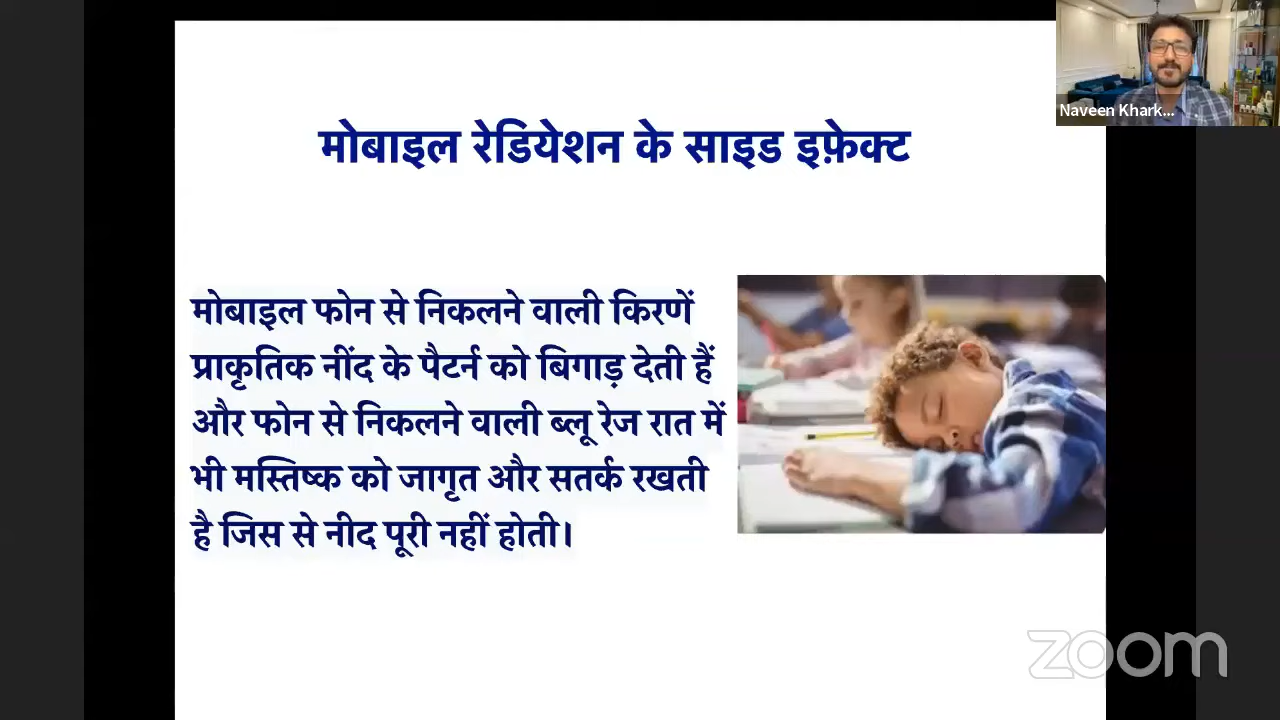 Naveen Khark...
मोबाइल रेडियेशन के साइड इफ़ेक्ट
मोबाइल फोन से निकलने वाली किरणें
प्राकृतिक नींद के पैटर्न को बिगाड़ देती हैं
और फोन से निकलने वाली ब्लू रेज रात में
भी मस्तिष्क को जागृत और सतर्क रखती
है जिस से नीद पूरी नहीं होती।
zoom